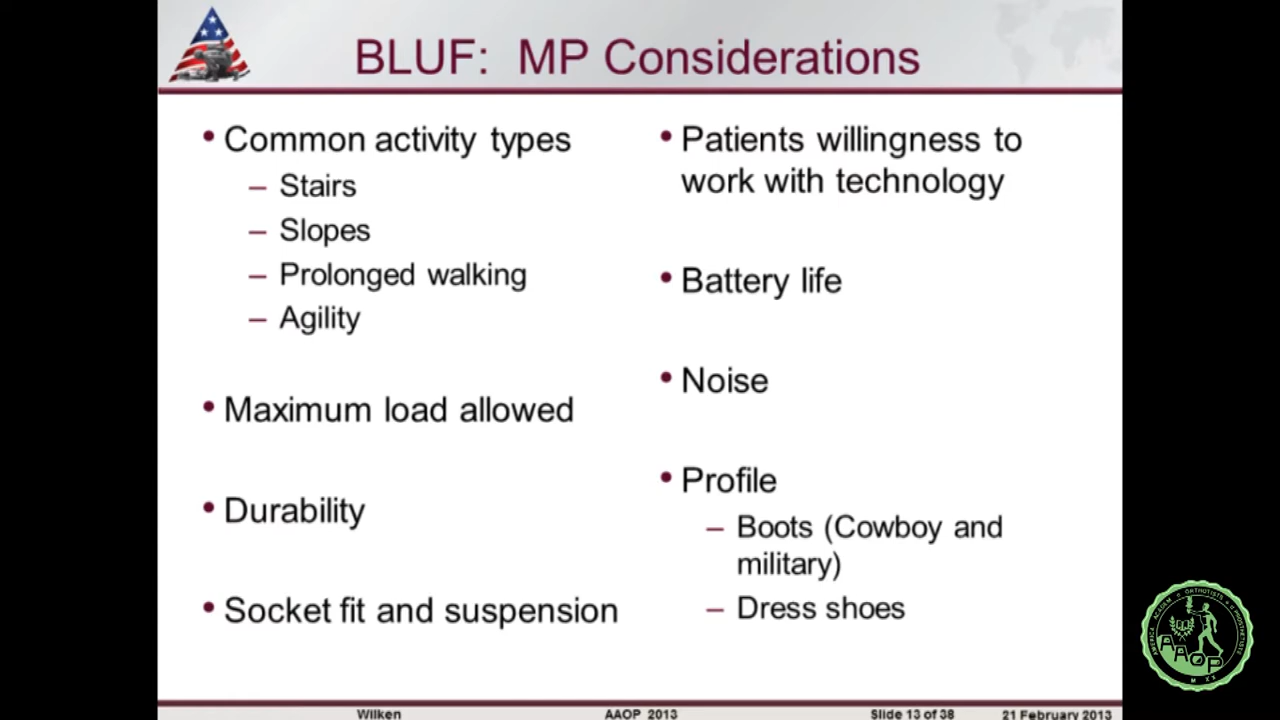 BLUF: MP Considerations
• Common activity types
– Stairs
– Slopes
– Prolonged walking
– Agility
• Maximum load allowed
• Durability
• Socket fit and suspension
• Patients willingness to
work with technology
• Battery life
• Noise
• Profile
– Boots (Cowboy and
military)
– Dress shoes
Wilken AAOP 2013 Slide 13 of 38 21 February 2013
AAOP